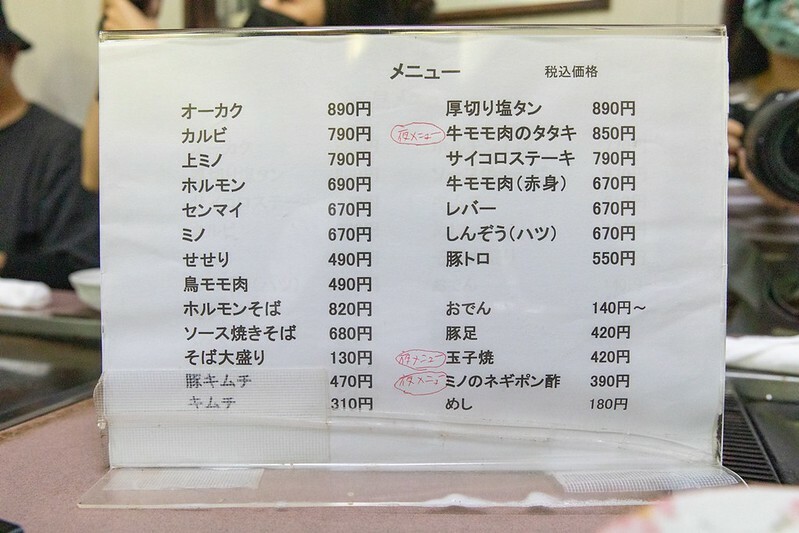 メニュー 税込価格
オーカク 890円
カルビ 790円
上ミノ 790円
ホルモン 690円
センマイ 670円
ミノ 670円
せせり 490円
鳥モモ肉 490円
ホルモンそば 820円
ソース焼きそば 680円
そば大盛り 130円
豚キムチ 470円
キムチ 310円
厚切り塩タン 890円
夜メニュー 牛モモ肉のタタキ 850円
サイコロステーキ 790円
牛モモ肉(赤身) 670円
レバー 670円
しんぞう(ハツ) 670円
豚トロ 550円
おでん 140円~
豚足 420円
夜メニュー 玉子焼 420円
夜メニュー ミノのネギポン酢 390円
めし 180円